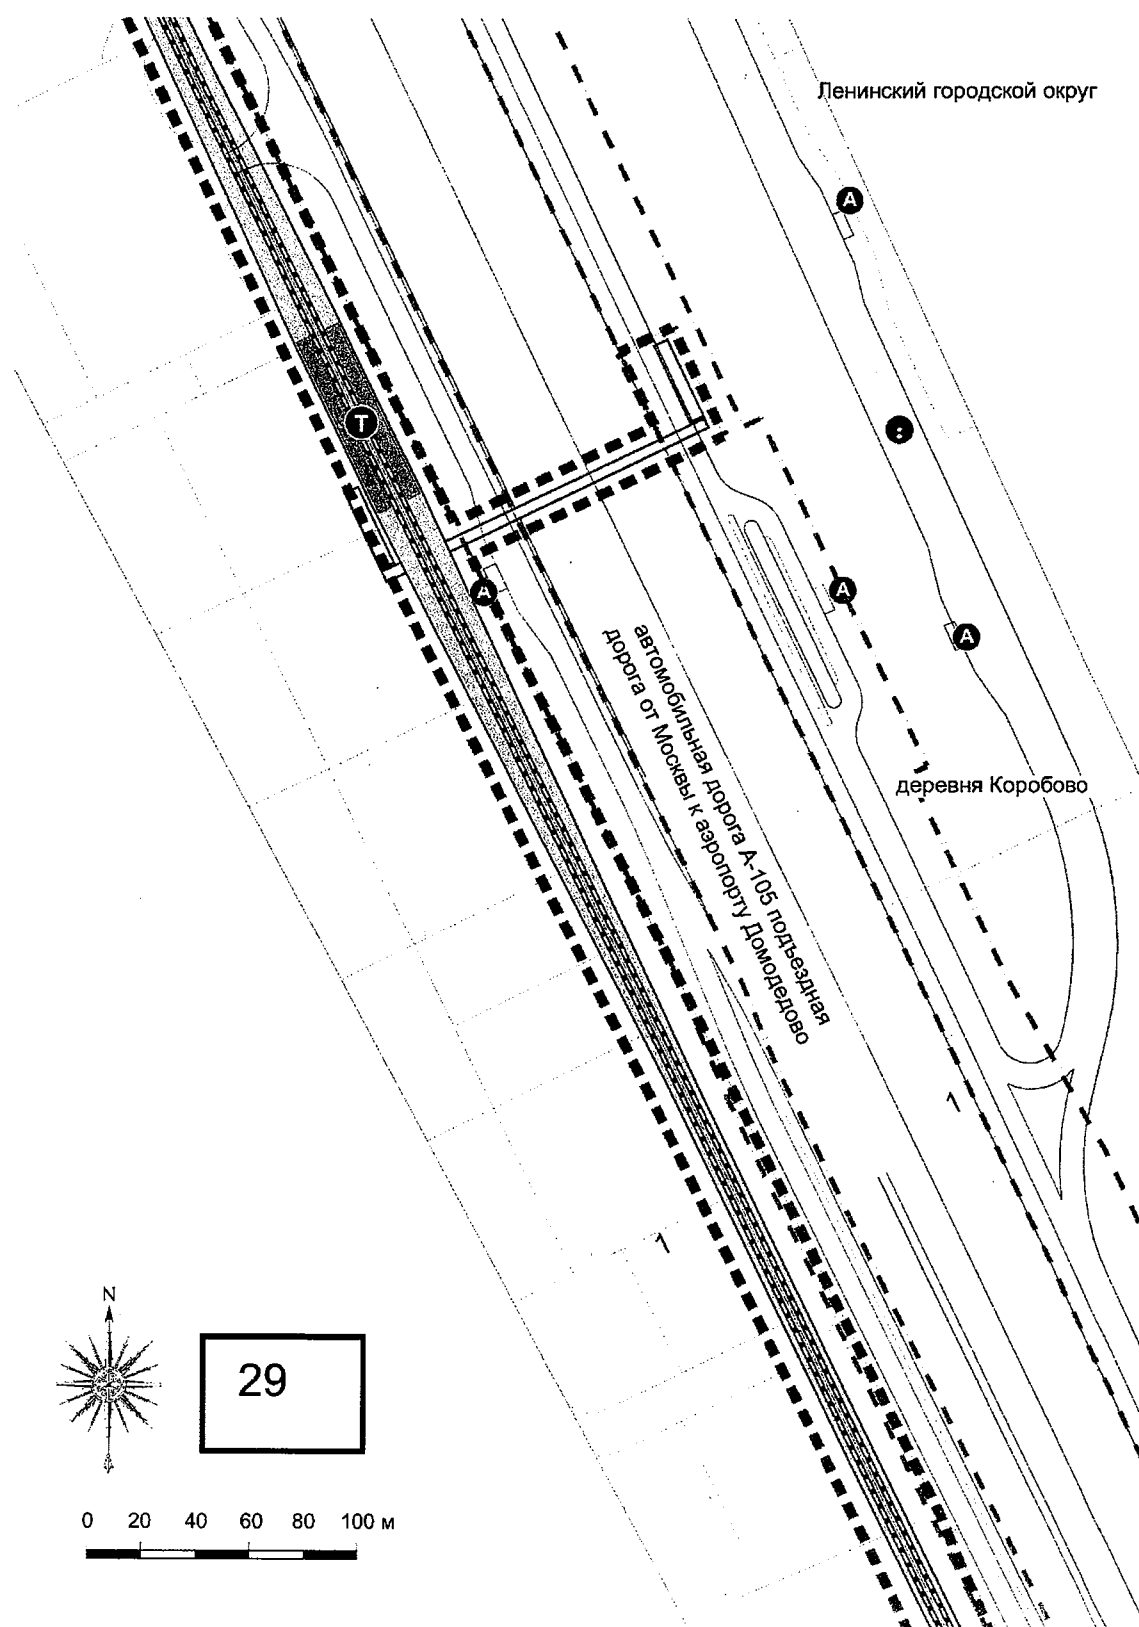 Ленинский городской округ
А
Т
:
А
А
А
автомобильная дорога А-105 подъездная
дорога от Москвы к аэропорту Домодедово
деревня Коробово
1
1
N
29
0 20 40 60 80 100 м